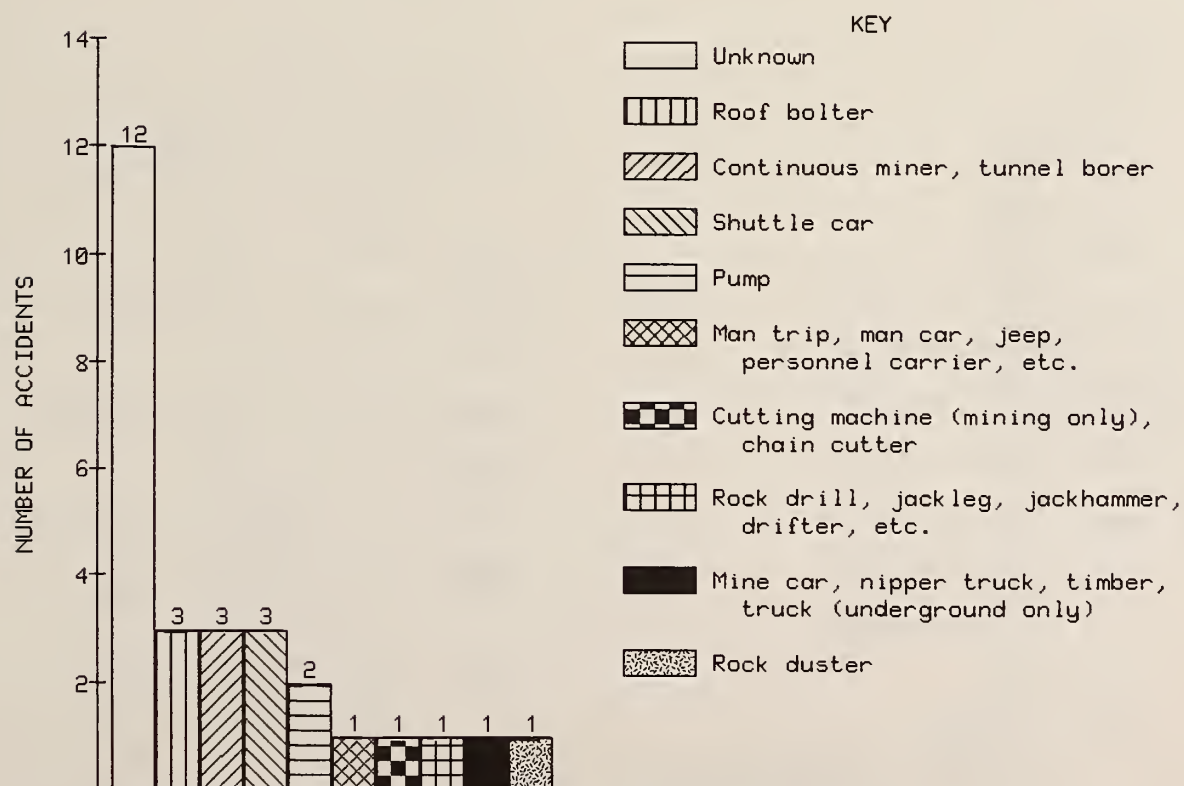 KEY
Unknown
Roof bolter
Continuous miner, tunnel borer
Shuttle car
Pump
Man trip, man car, jeep,
personnel carrier, etc.
Cutting machine (mining only),
chain cutter
Rock drill, jackleg, jackhammer,
drifter, etc.
Mine car, nipper truck, timber,
truck (underground only)
Rock duster
NUMBER OF ACCIDENTS
14
12
10
8
6
4
2
12
3 3 3
2
1 1 1 1 1